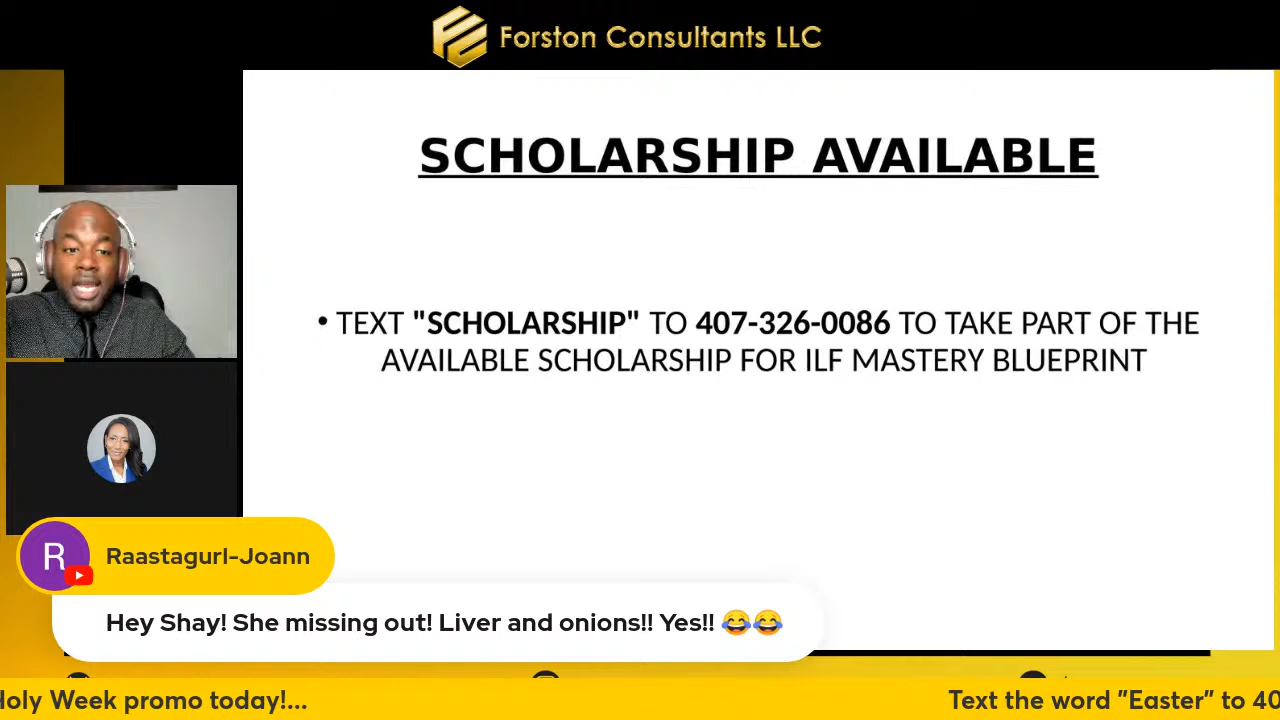 Forston Consultants LLC
SCHOLARSHIP AVAILABLE
• TEXT "SCHOLARSHIP" TO 407-326-0086 TO TAKE PART OF THE
AVAILABLE SCHOLARSHIP FOR ILF MASTERY BLUEPRINT
R
Raastagurl-Joann
Hey Shay! She missing out! Liver and onions!! Yes!! 😂😂
Holy Week promo today!...
Text the word "Easter" to 40